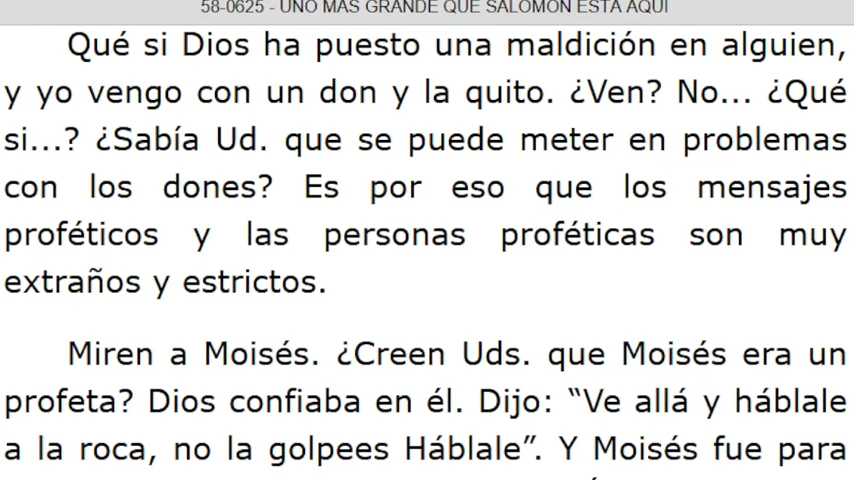 58-0625 - UNO MAS GRANDE QUE SALOMON ESTA AQUI
Qué si Dios ha puesto una maldición en alguien,
y yo vengo con un don y la quito. ¿Ven? No... ¿Qué
si...? ¿Sabía Ud. que se puede meter en problemas
con los dones? Es por eso que los mensajes
proféticos y las personas proféticas son muy
extraños y estrictos.
Miren a Moisés. ¿Creen Uds. que Moisés era un
profeta? Dios confiaba en él. Dijo: “Ve allá y háblale
a la roca, no la golpees Háblale”. Y Moisés fue para